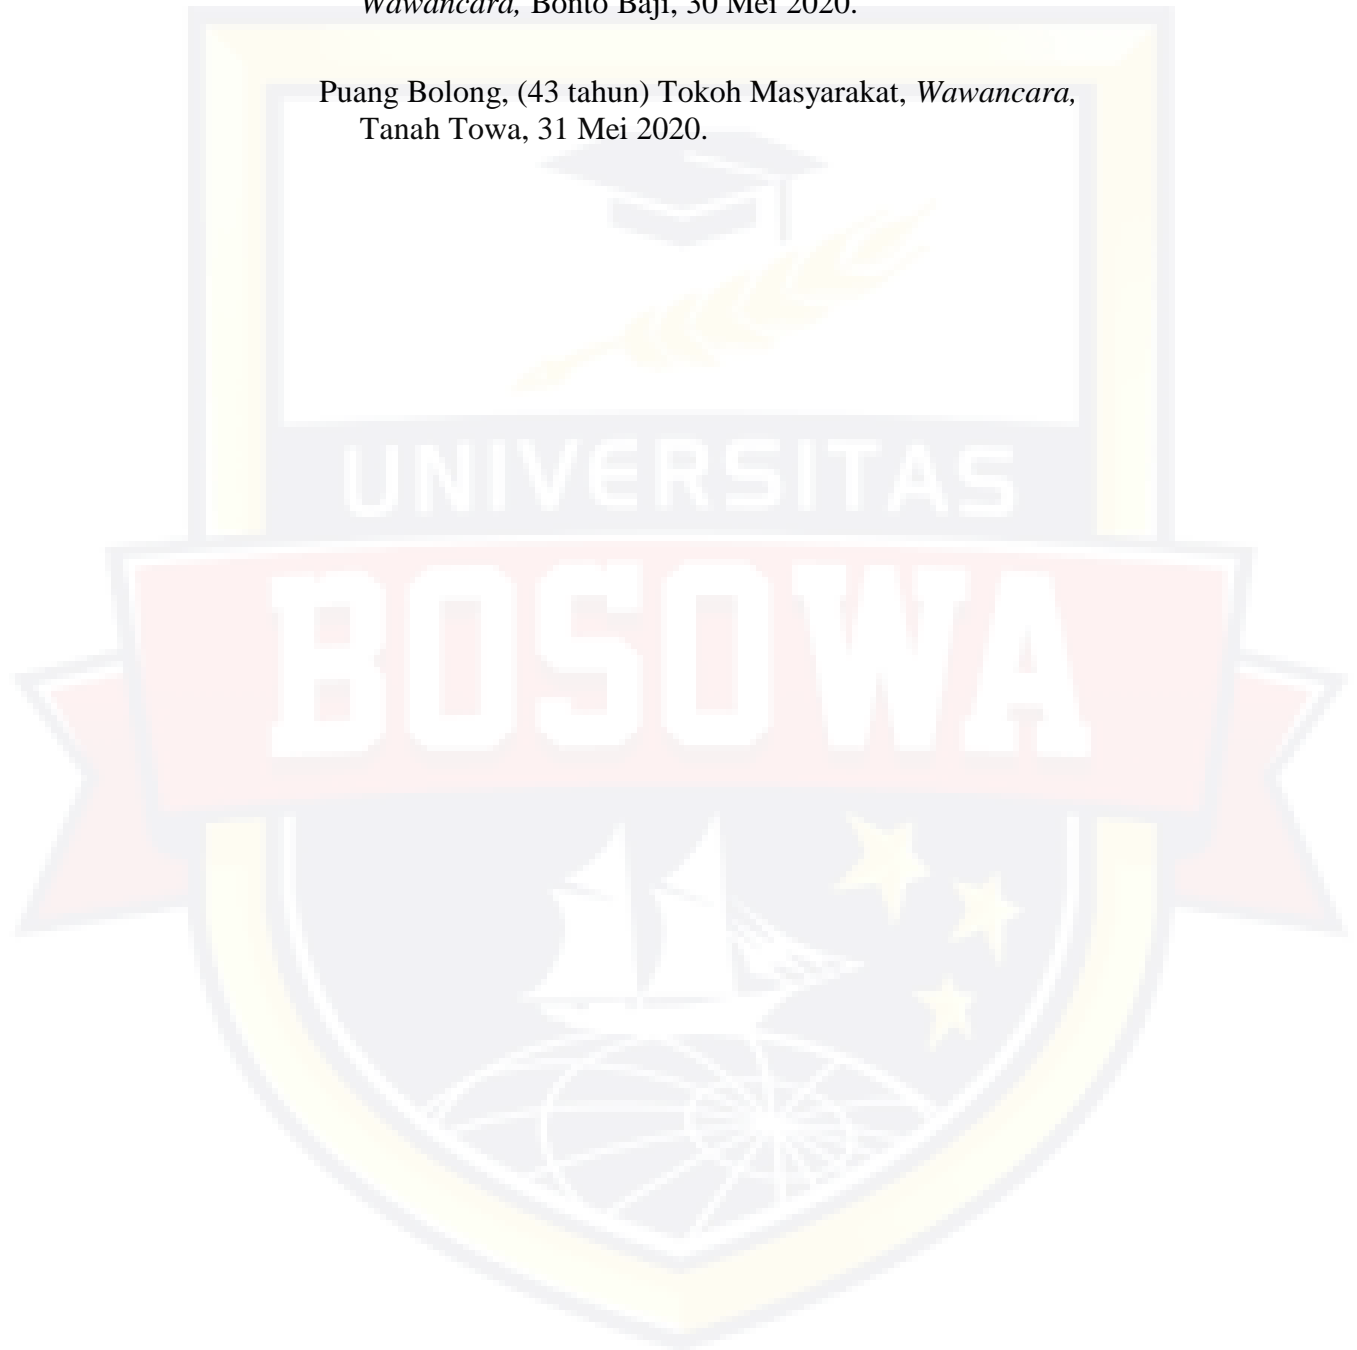 Wawancara, Bonto Baji, 30 Mei 2020.
Puang Bolong, (43 tahun) Tokoh Masyarakat, Wawancara,
Tanah Towa, 31 Mei 2020.
UNIVERSITAS
BOSOWA